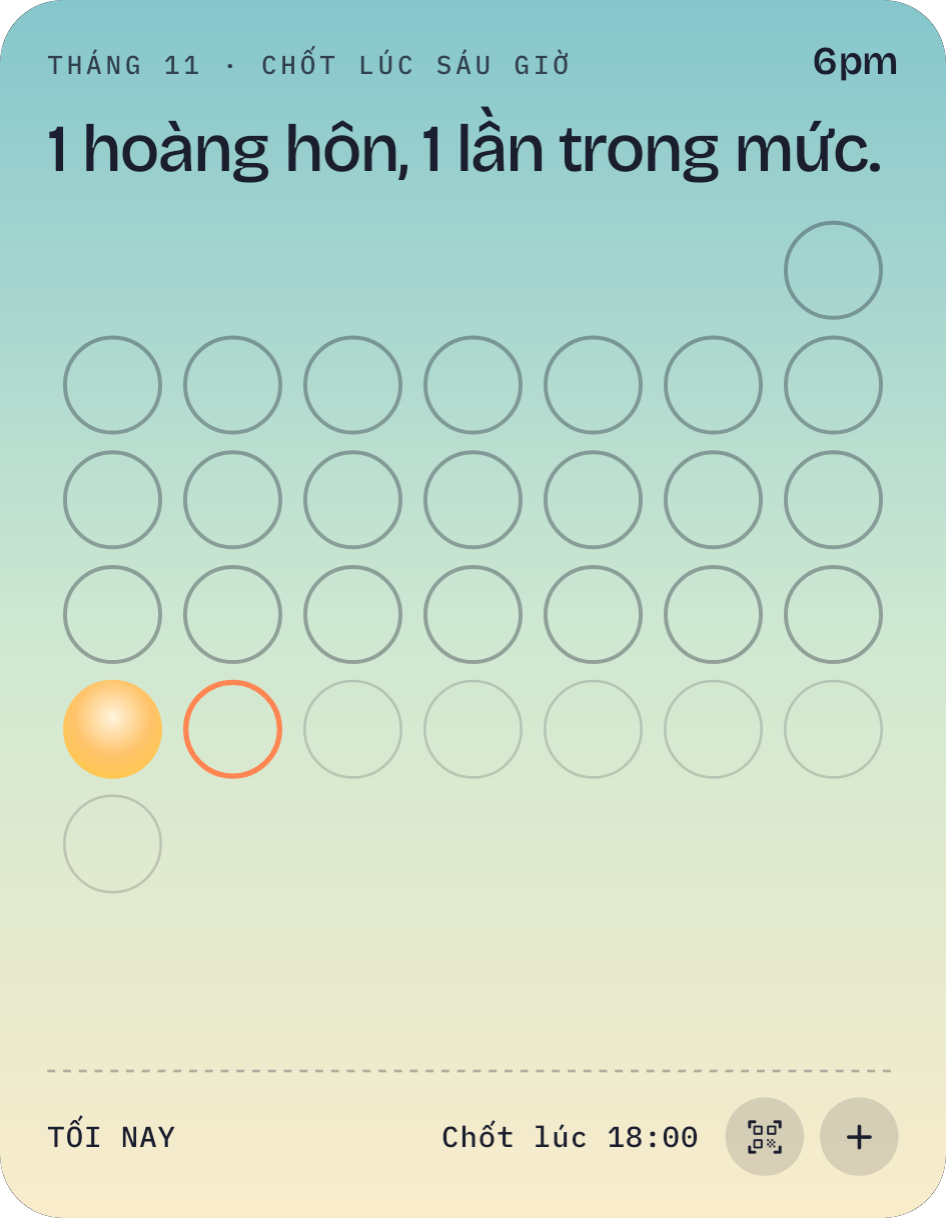 THÁNG 11 · CHỐT LÚC SÁU GIỜ
6pm
1 hoàng hôn, 1 lần trong mức.
TỐI NAY
Chốt lúc 18:00